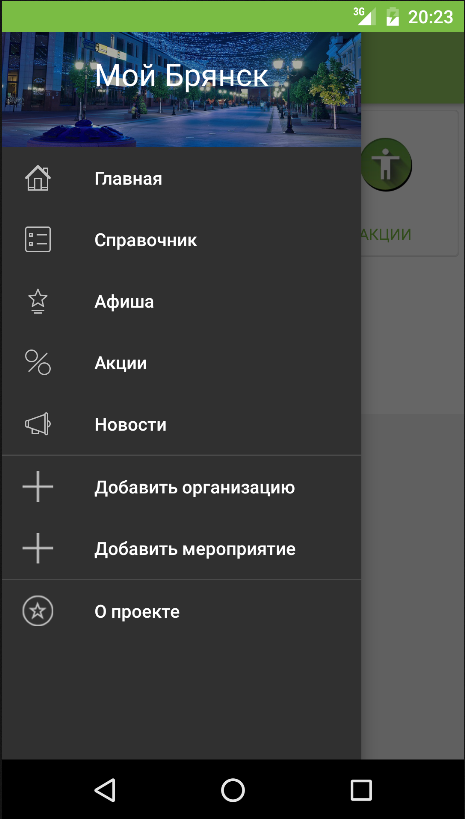 3G 20:23
Мой Брянск
Главная
Справочник
Афиша
Акции
АКЦИИ
Новости
Добавить организацию
Добавить мероприятие
О проекте